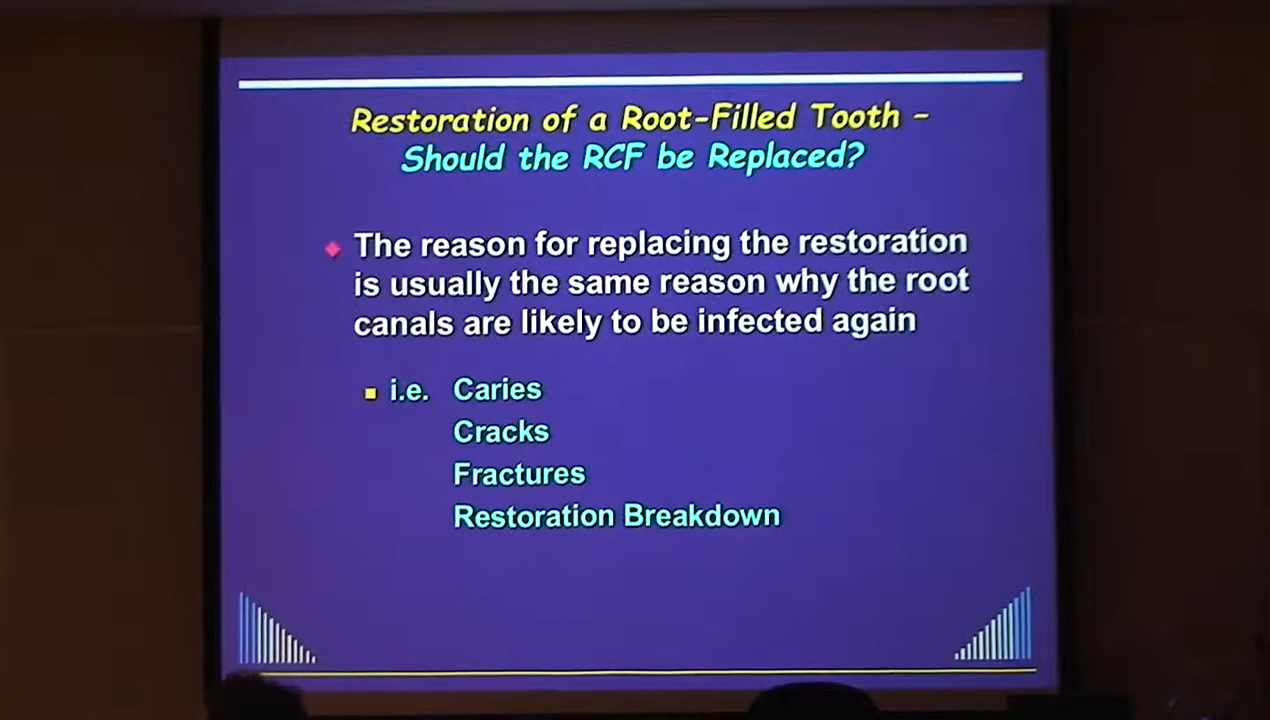 Restoration of a Root-Filled Tooth –
Should the RCF be Replaced?
The reason for replacing the restoration
is usually the same reason why the root
canals are likely to be infected again
i.e. Caries
Cracks
Fractures
Restoration Breakdown